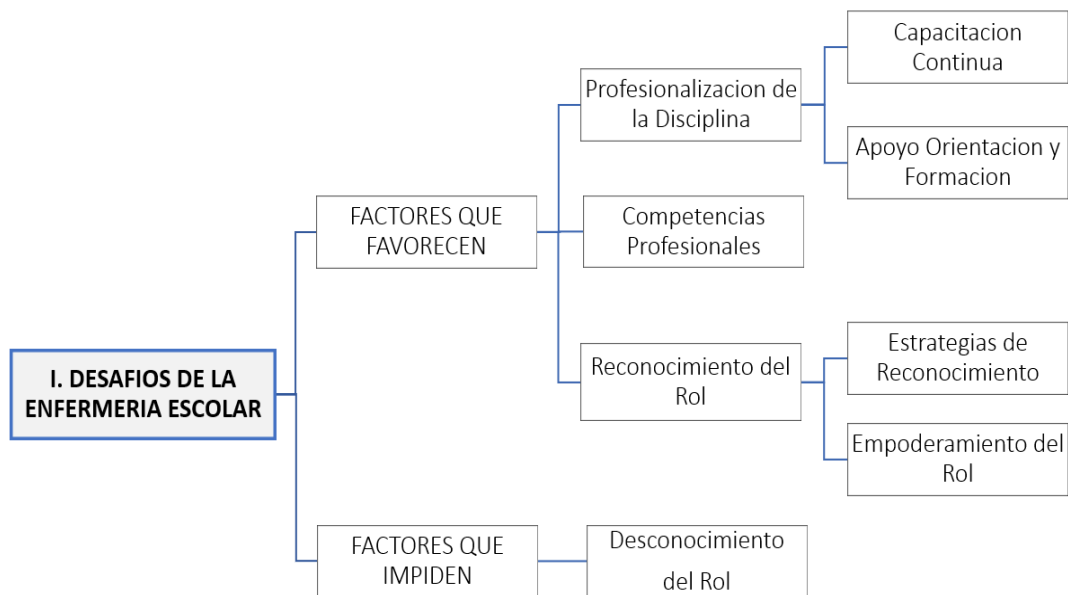 Capacitacion
Continua
Profesionalizacion de
la Disciplina
Apoyo Orientacion y
Formacion
FACTORES QUE
FAVORECEN
Competencias
Profesionales
I. DESAFIOS DE LA
ENFERMERIA ESCOLAR
Reconocimiento del
Rol
Estrategias de
Reconocimiento
Empoderamiento del
Rol
FACTORES QUE
IMPIDEN
Desconocimiento
del Rol